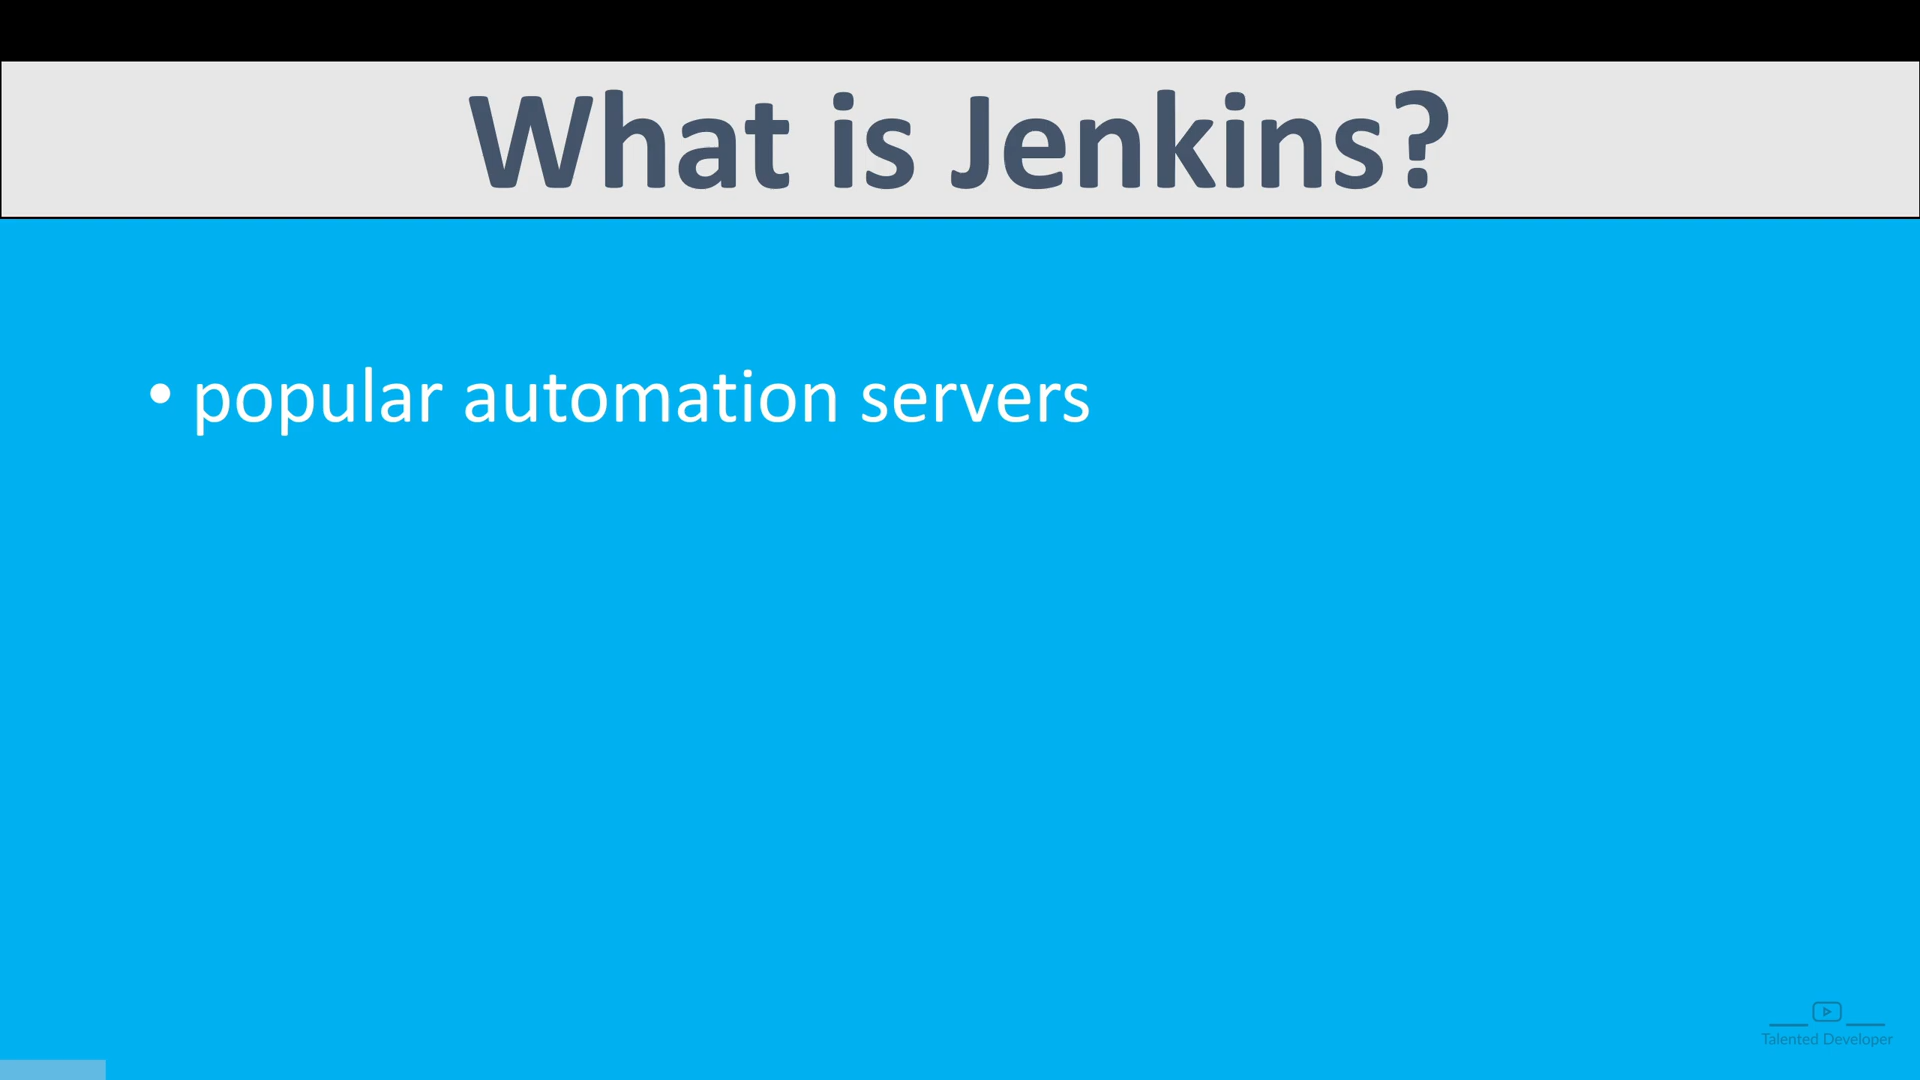 What is Jenkins?
• popular automation servers
Talented Developer